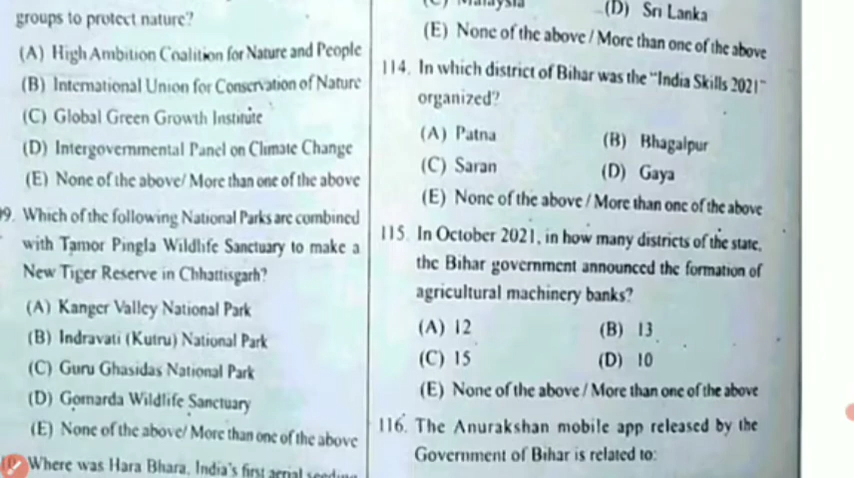 groups to protect nature?
(A) High Ambition Coalition for Nature and People
(B) International Union for Conservation of Nature
(C) Global Green Growth Institute
(D) Intergovernmental Panel on Climate Change
(E) None of the above/ More than one of the above
9. Which of the following National Parks are combined
with Tamor Pingla Wildlife Sanctuary to make a
New Tiger Reserve in Chhattisgarh?
(A) Kanger Valley National Park
(B) Indravati (Kutru) National Park
(C) Guru Ghasidas National Park
(D) Gomarda Wildlife Sanctuary
(E) None of the above/ More than one of the above
Where was Hara Bhara, India's first aerial seeding
(C) Malaysia (D) Sri Lanka
(E) None of the above / More than one of the above
114. In which district of Bihar was the "India Skills 2021"
organized?
(A) Patna (B) Bhagalpur
(C) Saran (D) Gaya
(E) None of the above / More than one of the above
115. In October 2021, in how many districts of the state,
the Bihar government announced the formation of
agricultural machinery banks?
(A) 12 (B) 13
(C) 15 (D) 10
(E) None of the above / More than one of the above
116. The Anurakshan mobile app released by the
Government of Bihar is related to: